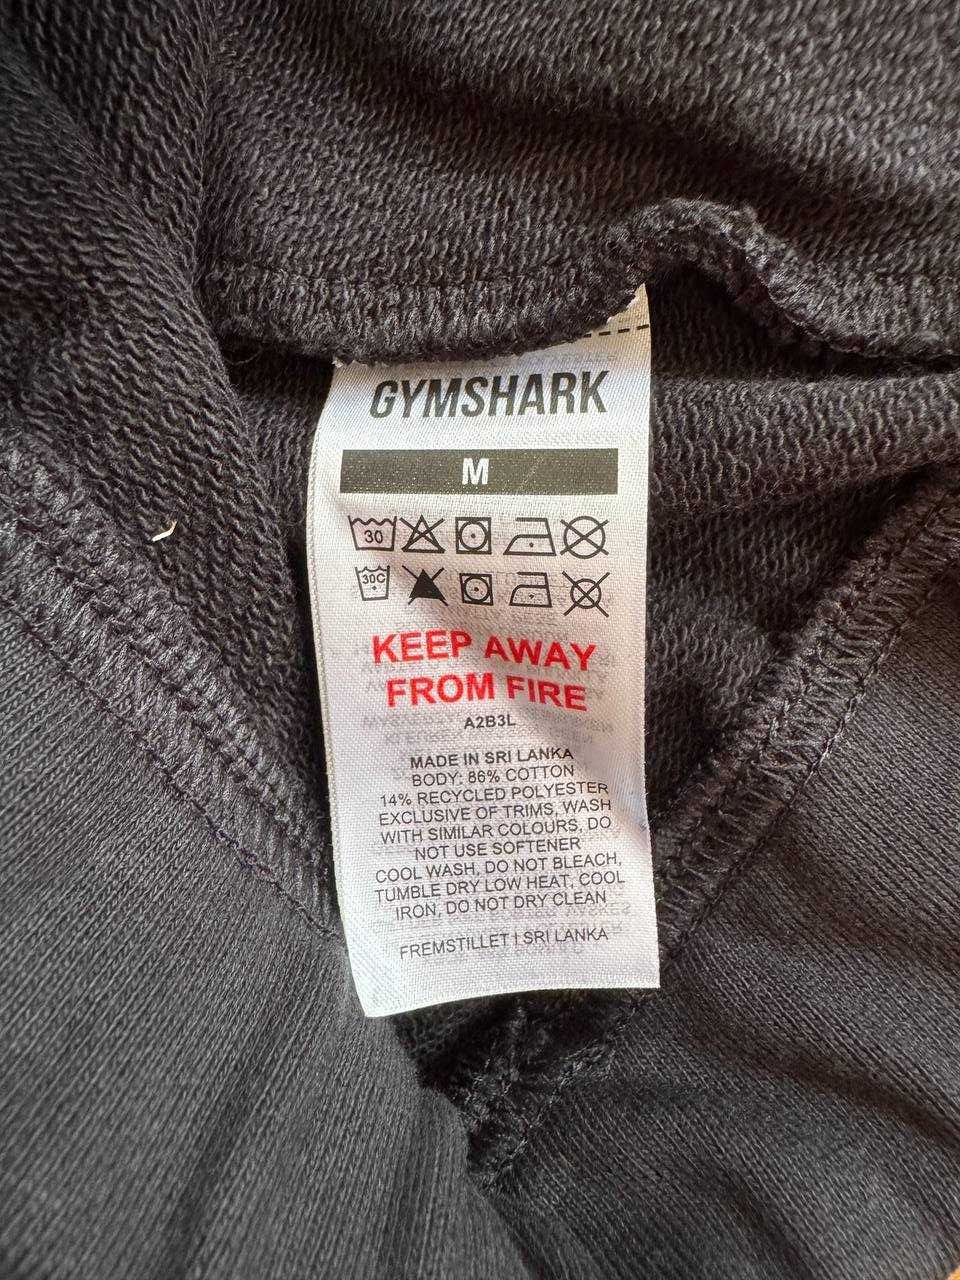 GYMSHARK
M
30
30C
KEEP AWAY
FROM FIRE
A2B3L
MADE IN SRI LANKA
BODY: 86% COTTON
14% RECYCLED POLYESTER
EXCLUSIVE OF TRIMS, WASH
WITH SIMILAR COLOURS, DO
NOT USE SOFTENER
COOL WASH, DO NOT BLEACH,
TUMBLE DRY LOW HEAT, COOL
IRON, DO NOT DRY CLEAN
FREMSTILLET I SRI LANKA